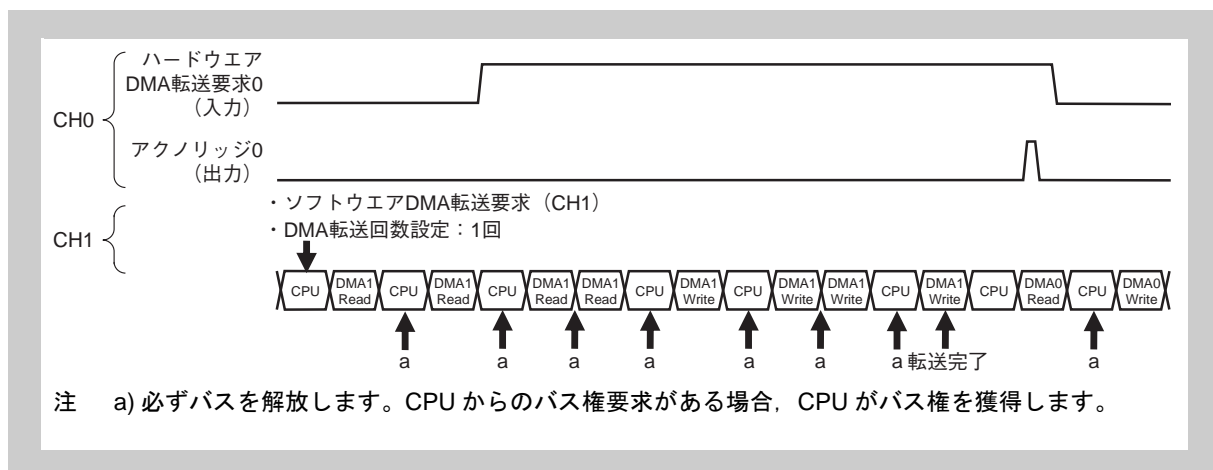 ハードウエア
DMA転送要求0
（入力）
CH0
アクノリッジ0
（出力）
・ソフトウエアDMA転送要求（CH1）
・DMA転送回数設定：1回
CH1
CPU DMA1 Read CPU DMA1 Read CPU DMA1 Read DMA1 Read CPU DMA1 Write CPU DMA1 Write DMA1 Write CPU DMA1 Write CPU DMA0 Read CPU DMA0 Write
a a a a a a a 転送完了 a
注 a) 必ずバスを解放します。CPU からのバス権要求がある場合，CPU がバス権を獲得します。